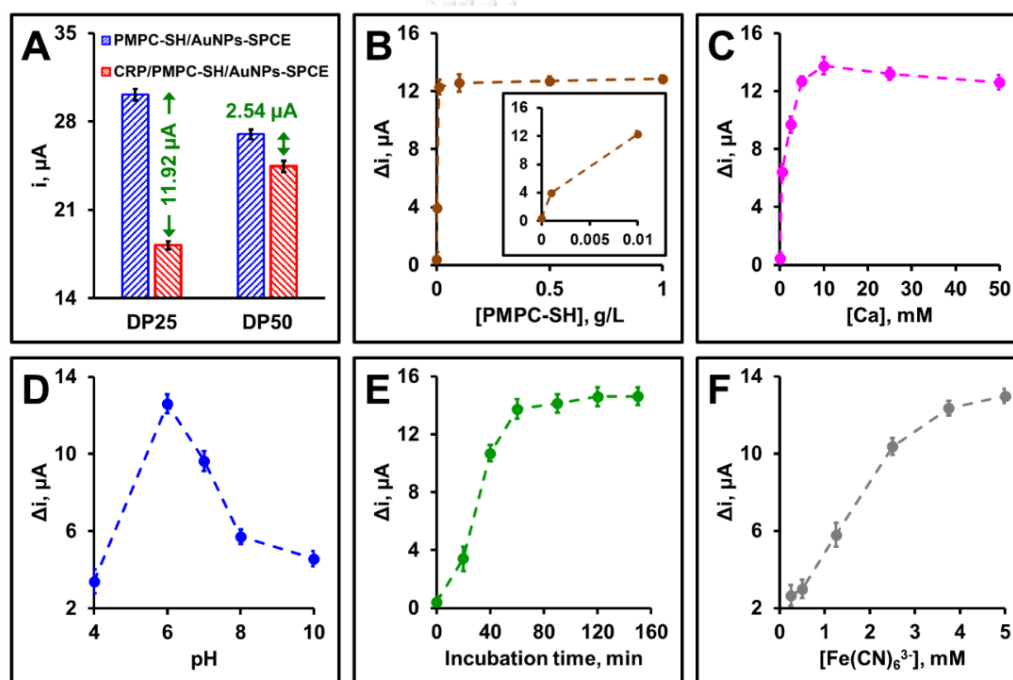 A
35
28
21
14
i, µA
PMPC-SH/AuNPs-SPCE
CRP/PMPC-SH/AuNPs-SPCE
11.92 µA
2.54 µA
DP25 DP50
B
16
12
8
4
0
Δi, µA
16
12
8
4
0
0 0.005 0.01
0 0.5 1
[PMPC-SH], g/L
C
16
12
8
4
0
Δi, µA
0 10 20 30 40 50
[Ca], mM
D
14
10
6
2
Δi, µA
4 6 8 10
pH
E
16
12
8
4
0
Δi, µA
0 40 80 120 160
Incubation time, min
F
14
10
6
2
Δi, µA
0 1 2 3 4 5
[Fe(CN)₆³⁻], mM